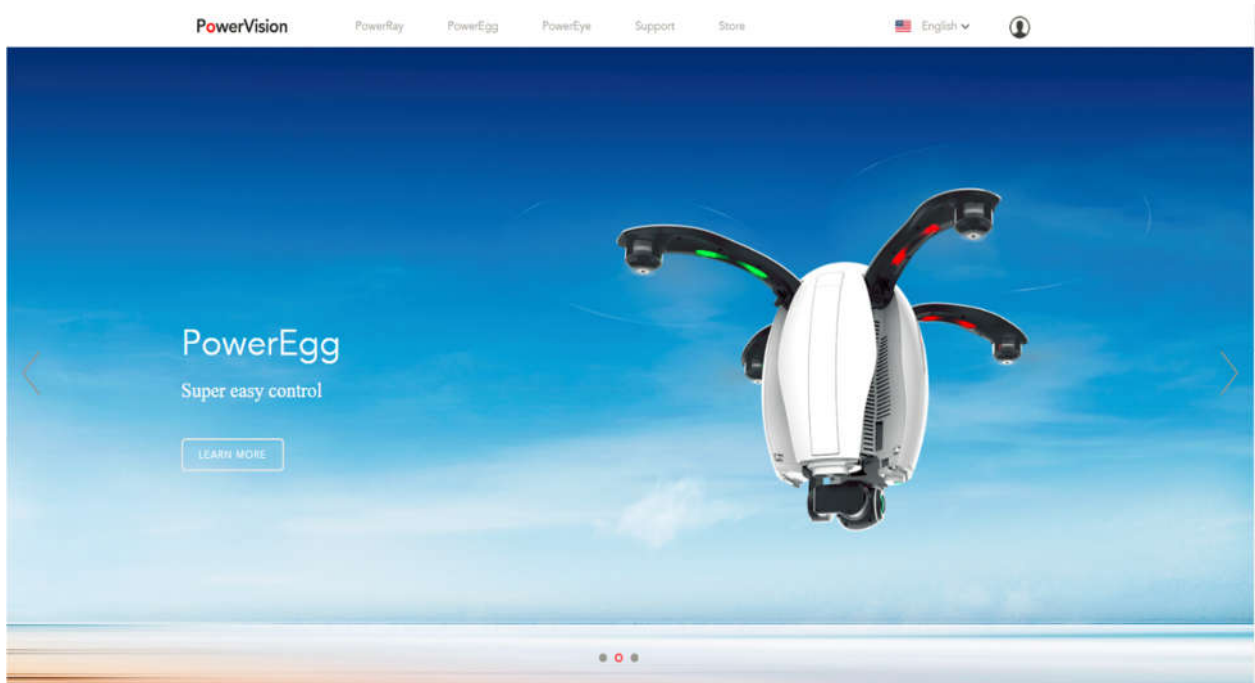 PowerVision PowerRay PowerEgg PowerEye Support Store English
PowerEgg
Super easy control
LEARN MORE